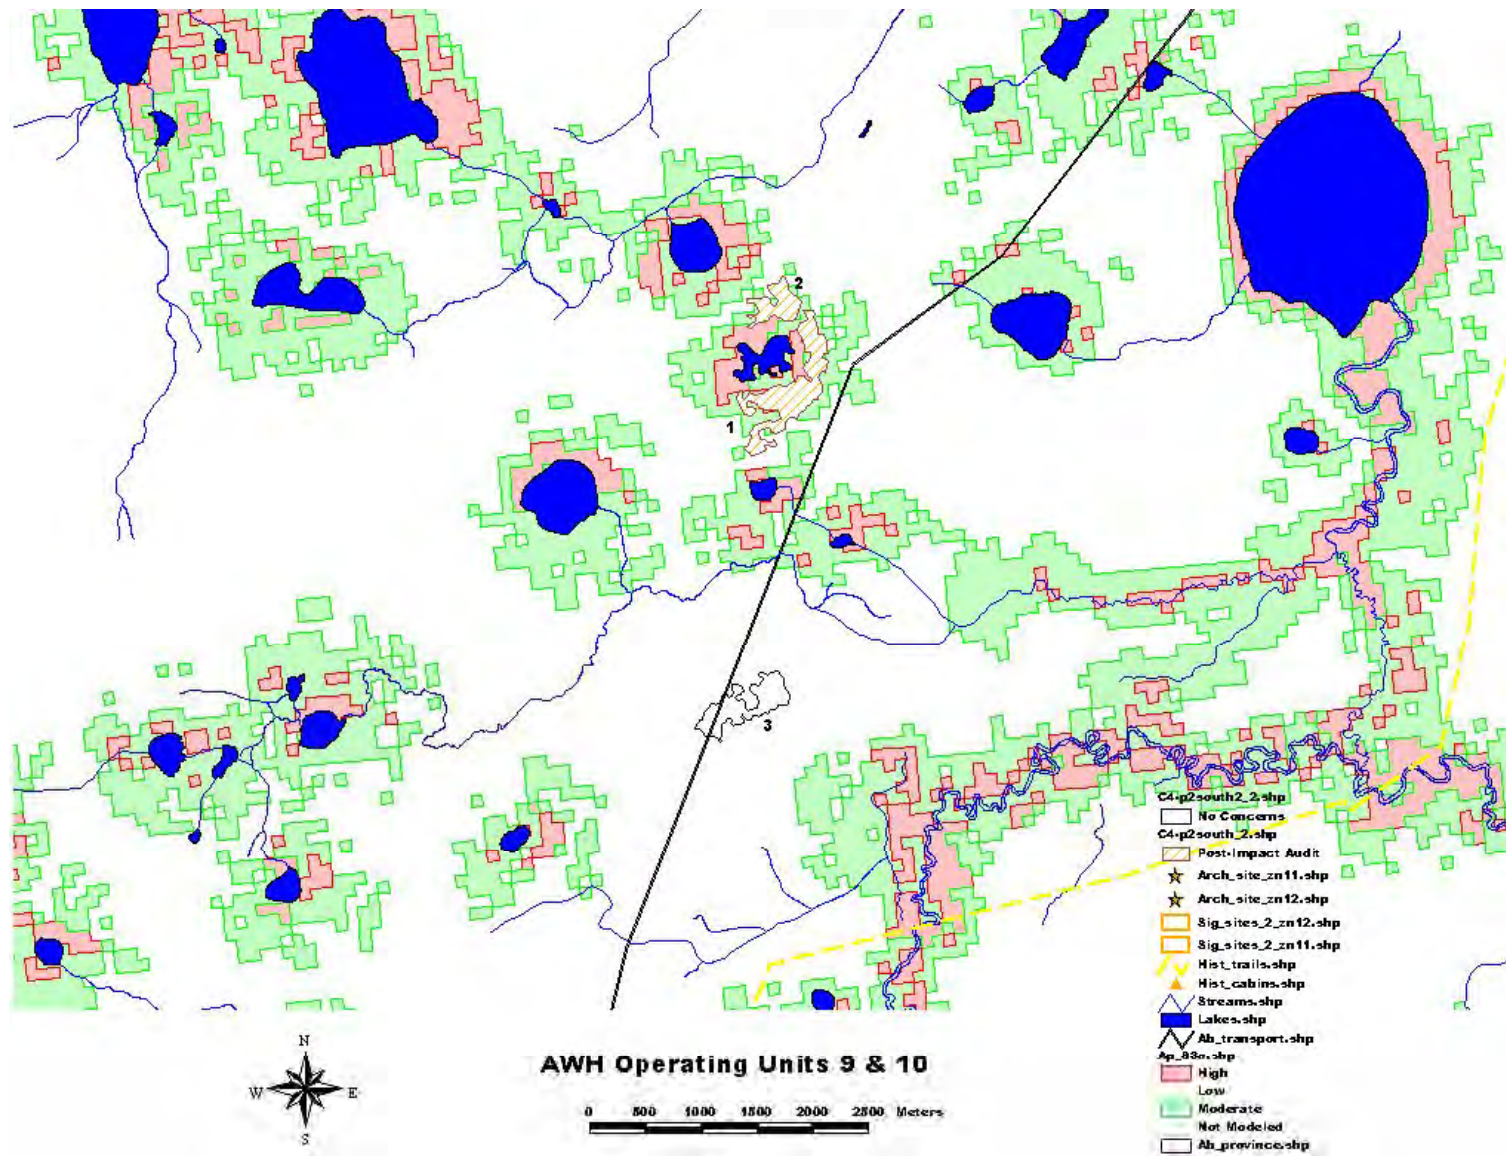 2
1
3
C4-p2south2_2.shp
No Concerns
C4-p2south_2.shp
Post-Impact Audit
Arch_site_zn11.shp
Arch_site_zn12.shp
Sig_sites_2_zn12.shp
Sig_sites_2_zn11.shp
Hist_trails.shp
Hist_cabins.shp
Streams.shp
Lakes.shp
Ab_transport.shp
High
Low
Moderate
Not Modeled
Ab_province.shp
N
W E
S
AWH Operating Units 9 & 10
0 500 1000 1500 2000 2500 Meters